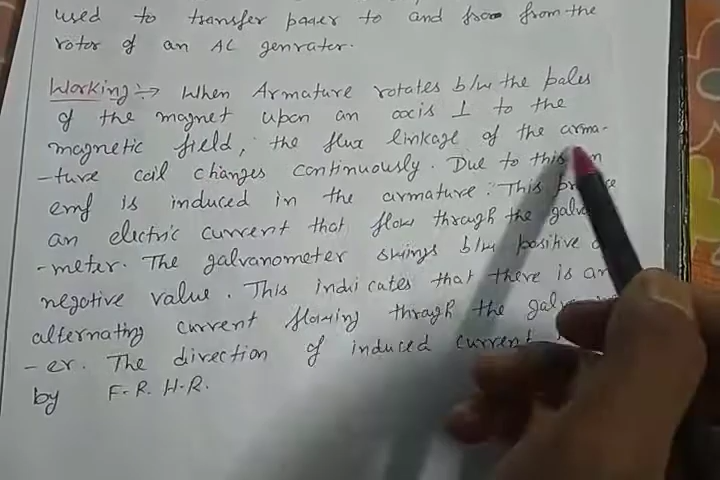 used to transfer pawer to and from from the
rotor of an AC genrator.
Working :→ When Armature rotates b/w the poles
of the magnet upon an axis ⊥ to the
magnetic field, the flux linkage of the arma-
-ture coil changes continuously. Due to this
emf is induced in the armature. This
an electric current that flow through the
-meter. The galvanometer swings b/w positive
negative value. This indicates that there is an
alternating current flowing through the
-er. The direction of induced current
by F.R.H.R.